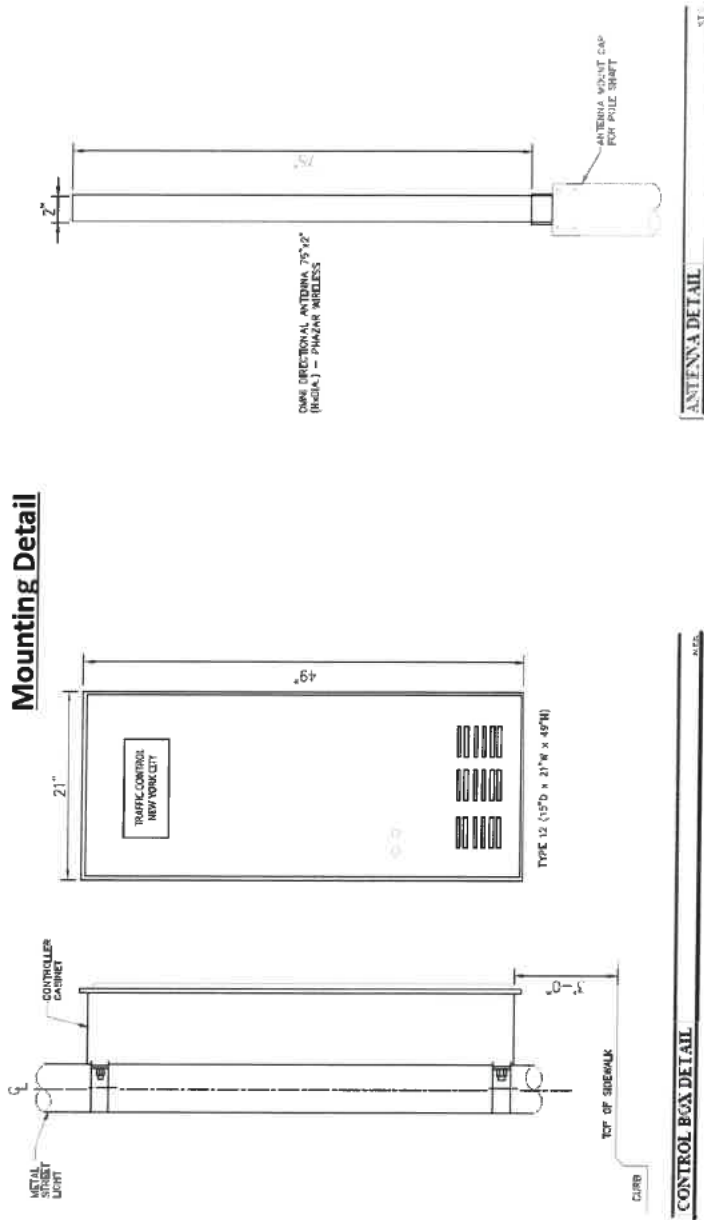 Mounting Detail
℄
METAL
STREET
LIGHT
CONTROLLER
CABINET
3'-0"
TOP OF SIDEWALK
CURB
21"
49"
TRAFFIC CONTROL
NEW YORK CITY
TYPE 12 (15"D x 21"W x 49"H)
CONTROL BOX DETAIL
2"
75"
OMNI DIRECTIONAL ANTENNA 75"x2"
(HxDIA.) – PHAZAR WIRELESS
ANTENNA MOUNT CAP
FOR POLE SHAFT
ANTENNA DETAIL